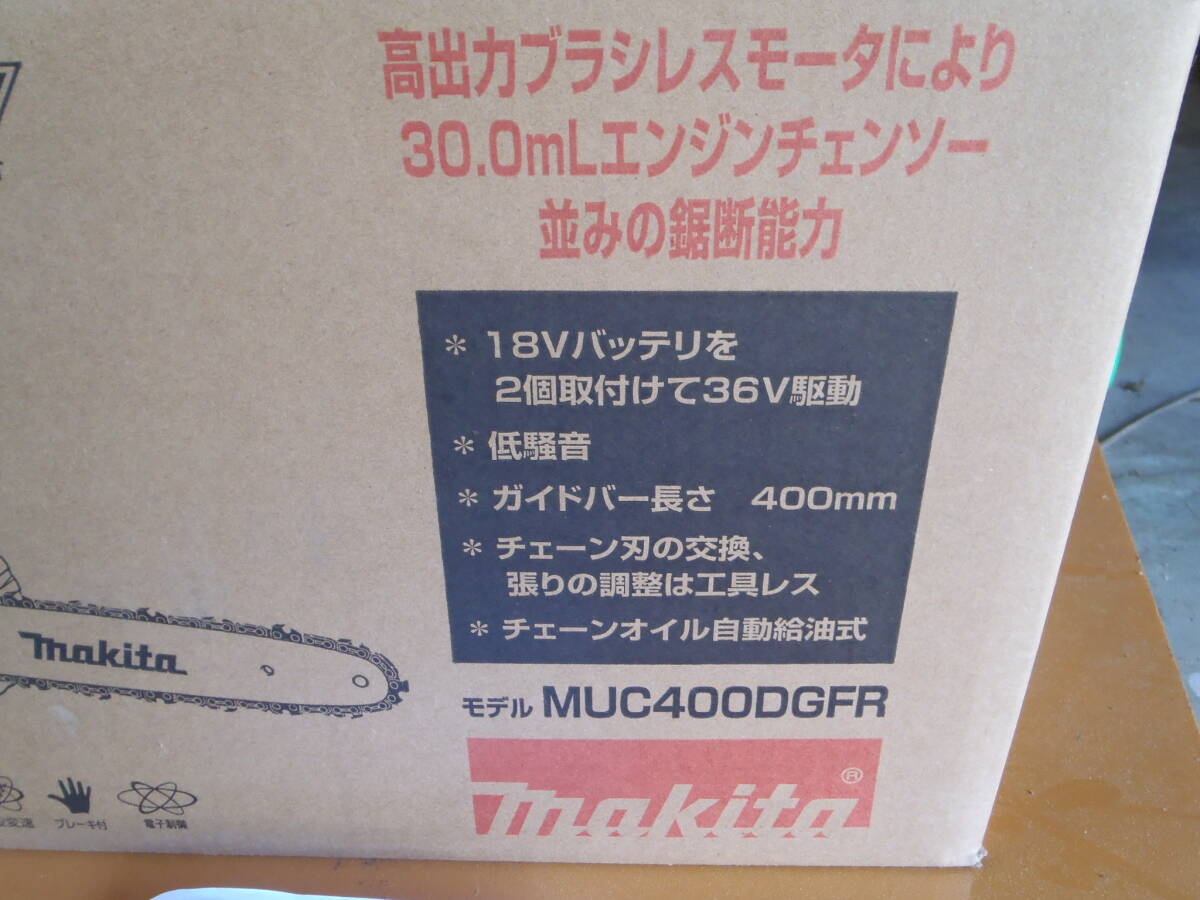 高出力ブラシレスモータにより
30.0mLエンジンチェンソー
並みの鋸断能力
* 18Vバッテリを
2個取付けて36V駆動
* 低騒音
* ガイドバー長さ 400mm
* チェーン刃の交換、
張りの調整は工具レス
* チェーンオイル自動給油式
makita
モデル MUC400DGFR
makita®
変速 ブレーキ付 電子制御